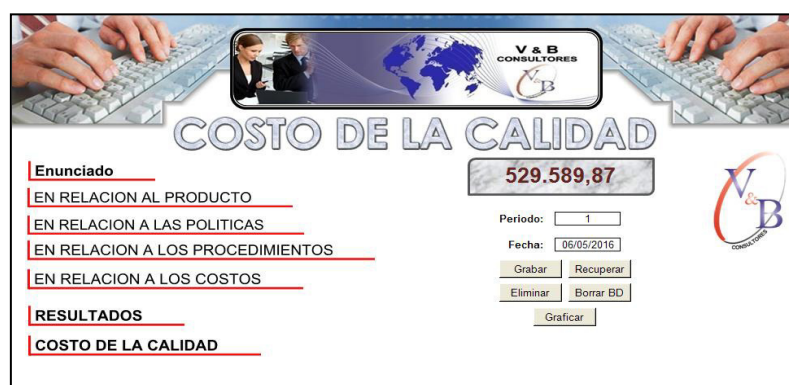 V & B
CONSULTORES
V&B
COSTO DE LA CALIDAD
Enunciado
EN RELACION AL PRODUCTO
EN RELACION A LAS POLITICAS
EN RELACION A LOS PROCEDIMIENTOS
EN RELACION A LOS COSTOS
RESULTADOS
COSTO DE LA CALIDAD
529.589,87
Periodo: 1
Fecha: 06/05/2016
Grabar Recuperar
Eliminar Borrar BD
Graficar
V&B
CONSULTORES